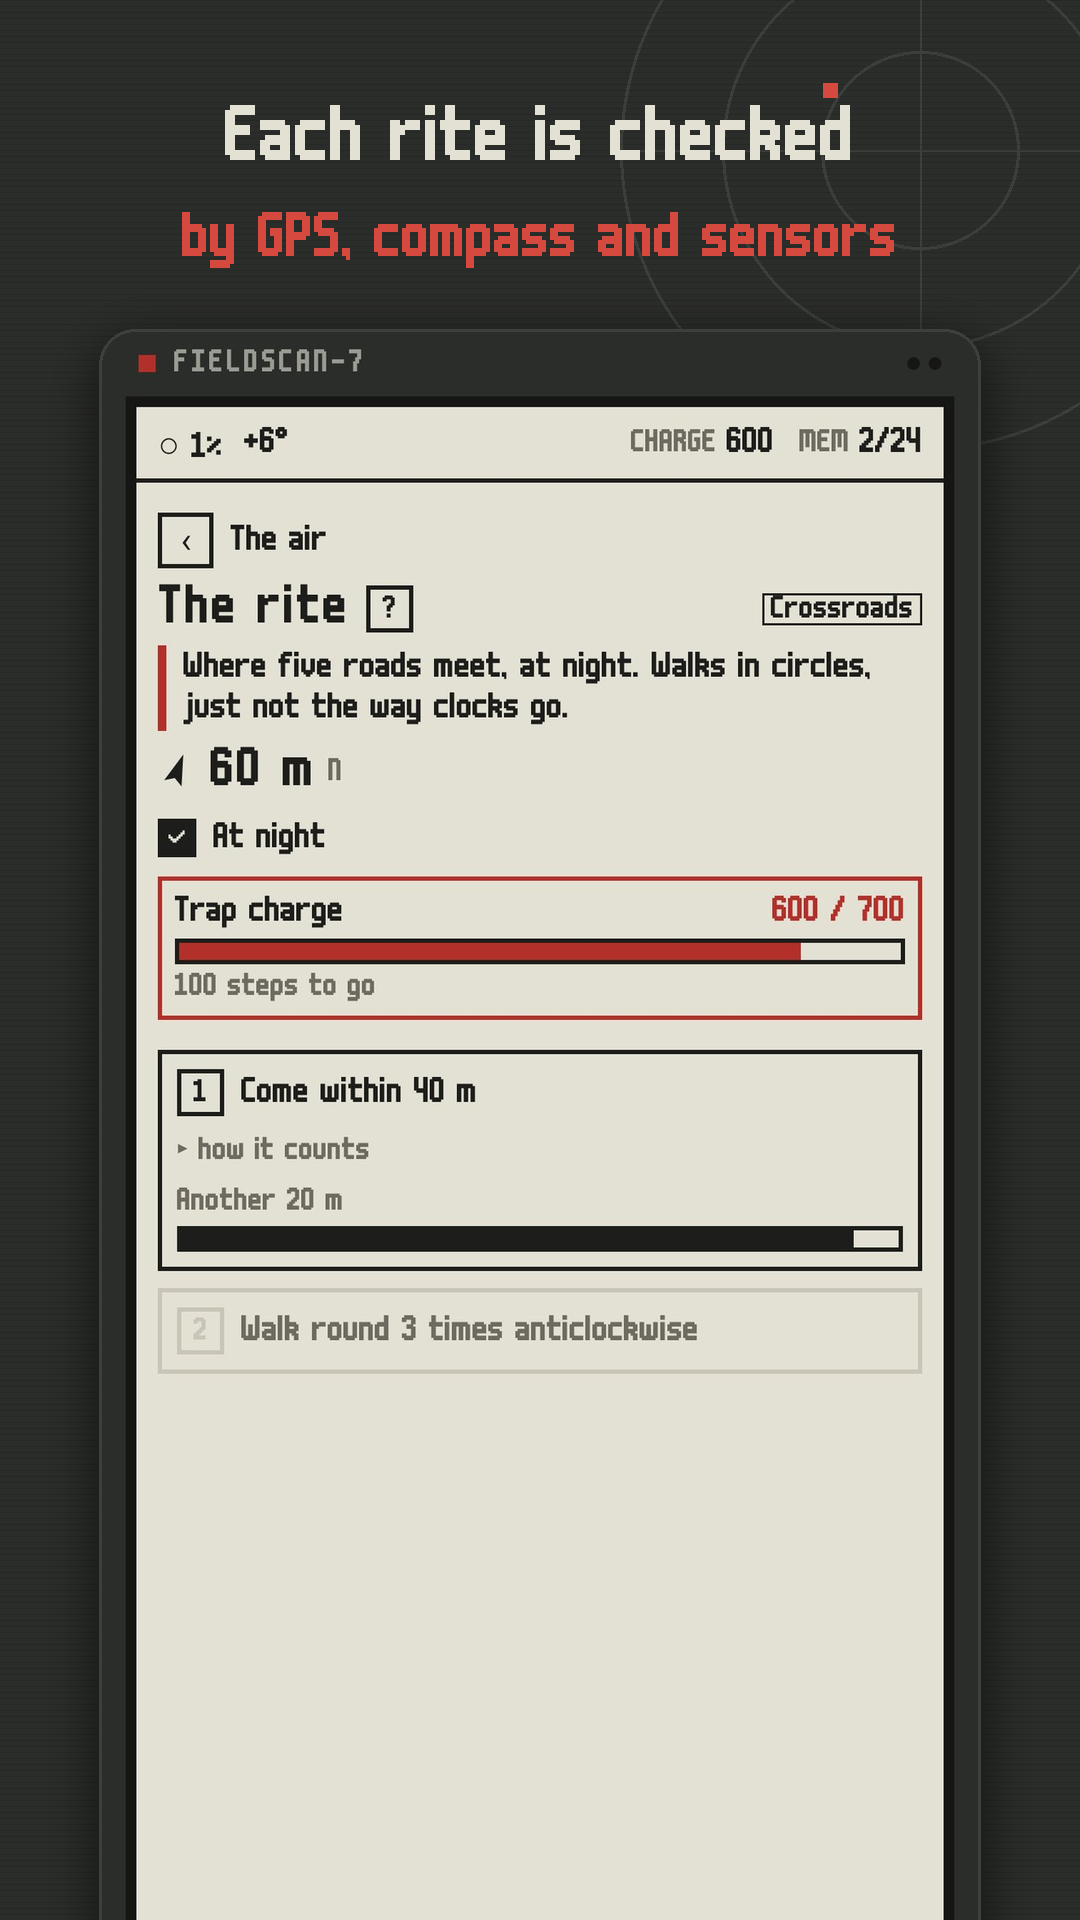 Each rite is checked
by GPS, compass and sensors
FIELDSCAN-7
1% +6° CHARGE 600 MEM 2/24
‹ The air
The rite ? Crossroads
Where five roads meet, at night. Walks in circles,
just not the way clocks go.
60 m N
At night
Trap charge 600 / 700
100 steps to go
1 Come within 40 m
▸ how it counts
Another 20 m
2 Walk round 3 times anticlockwise